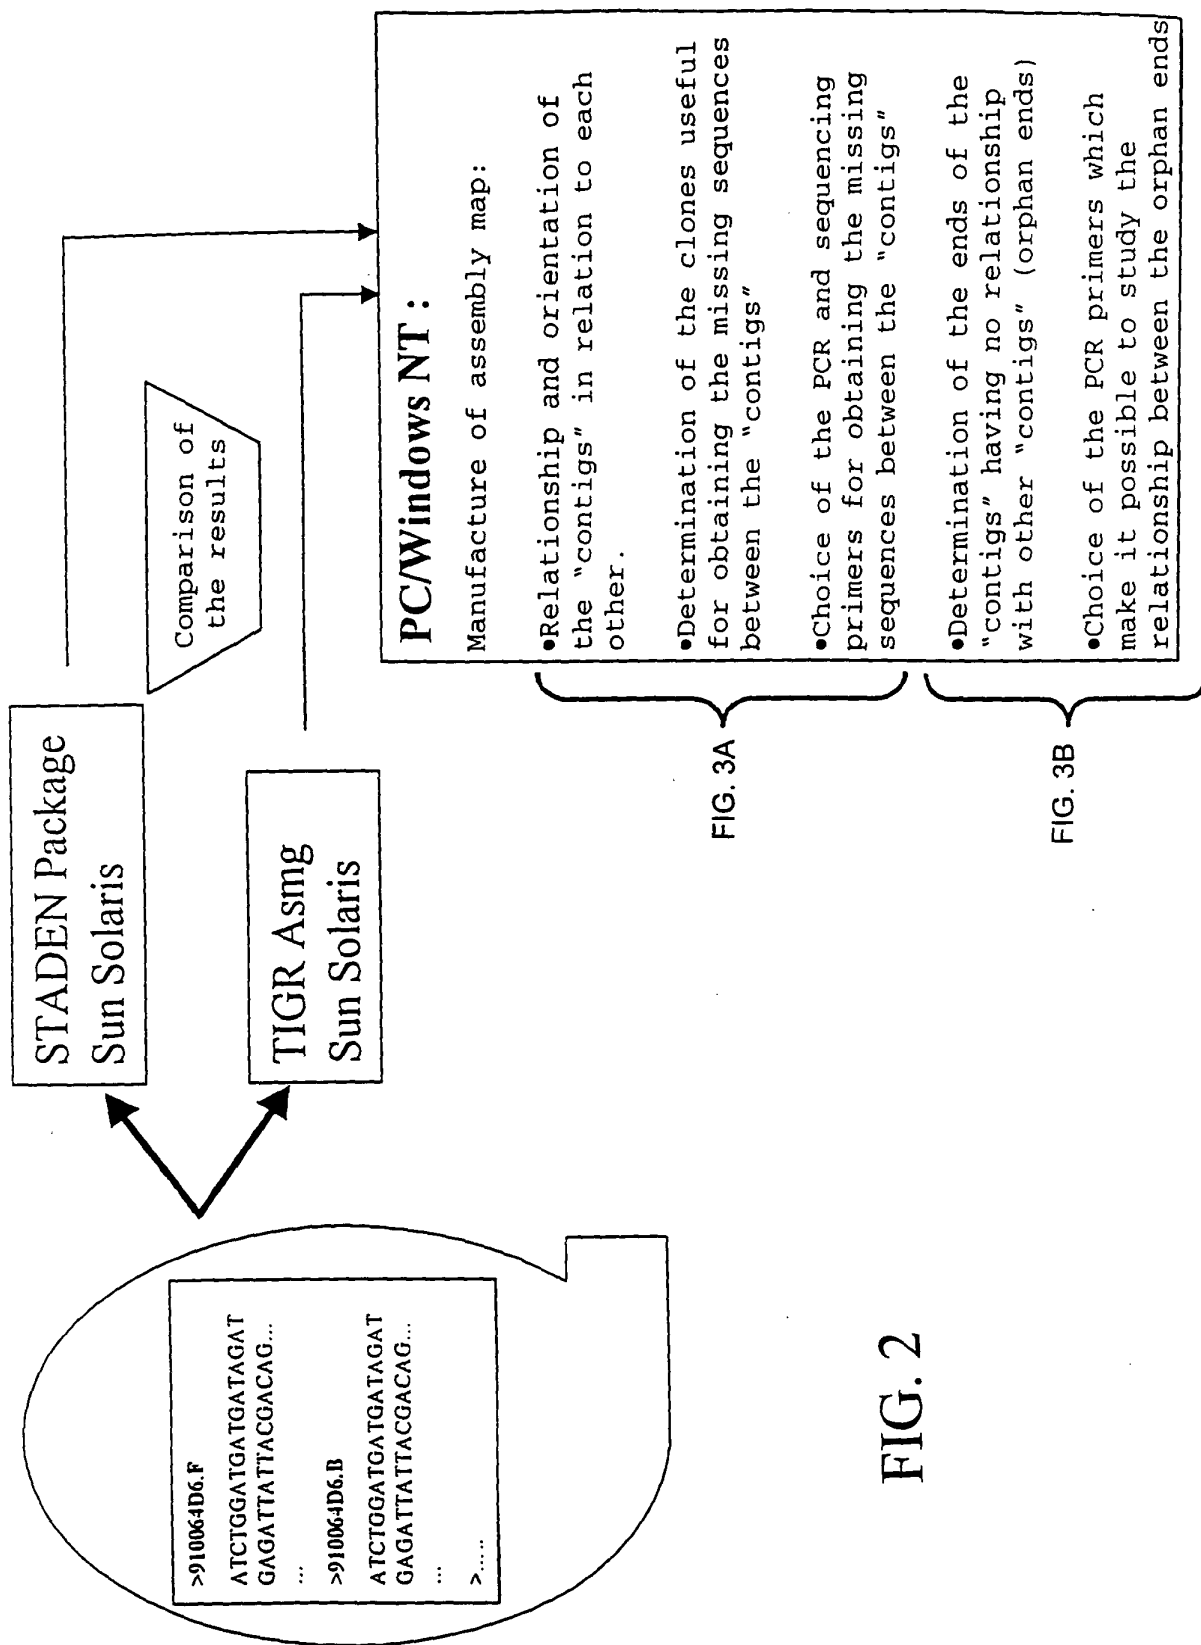 >910064D6.F
ATCTGGATGATGATAGAT
GAGATTATTACGACAG...
...
>910064D6.B
ATCTGGATGATGATAGAT
GAGATTATTACGACAG...
...
>.....
STADEN Package
Sun Solaris
TIGR Asmg
Sun Solaris
Comparison of
the results
PC/Windows NT :
Manufacture of assembly map:
•Relationship and orientation of
the "contigs" in relation to each
other.
•Determination of the clones useful
for obtaining the missing sequences
between the "contigs"
•Choice of the PCR and sequencing
primers for obtaining the missing
sequences between the "contigs"
•Determination of the ends of the
"contigs" having no relationship
with other "contigs" (orphan ends)
•Choice of the PCR primers which
make it possible to study the
relationship between the orphan ends
FIG. 3A
FIG. 3B
FIG. 2